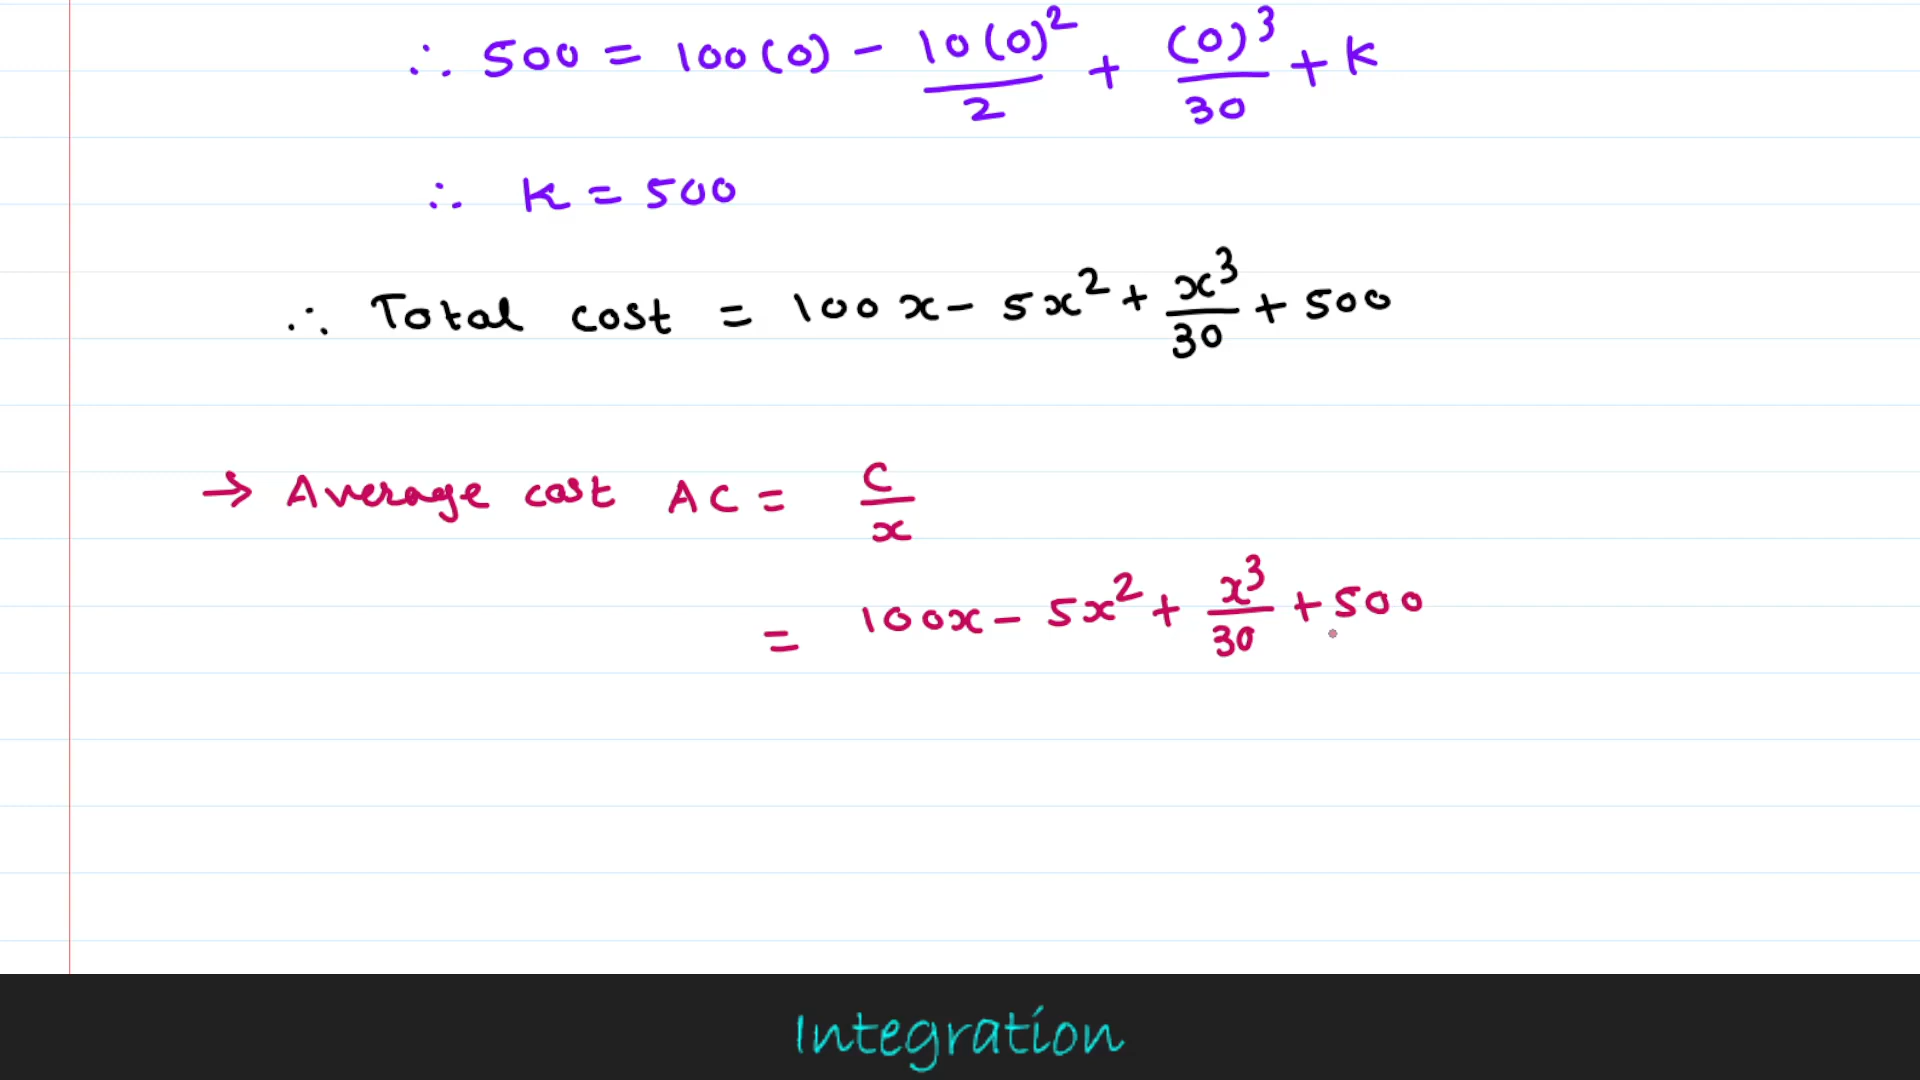 ∴ 500 = 100(0) - 10(0)²/2 + (0)³/30 + k
∴ k = 500
∴ Total cost = 100x - 5x² + x³/30 + 500
→ Average cost AC = C/x
= 100x - 5x² + x³/30 + 500
Integration